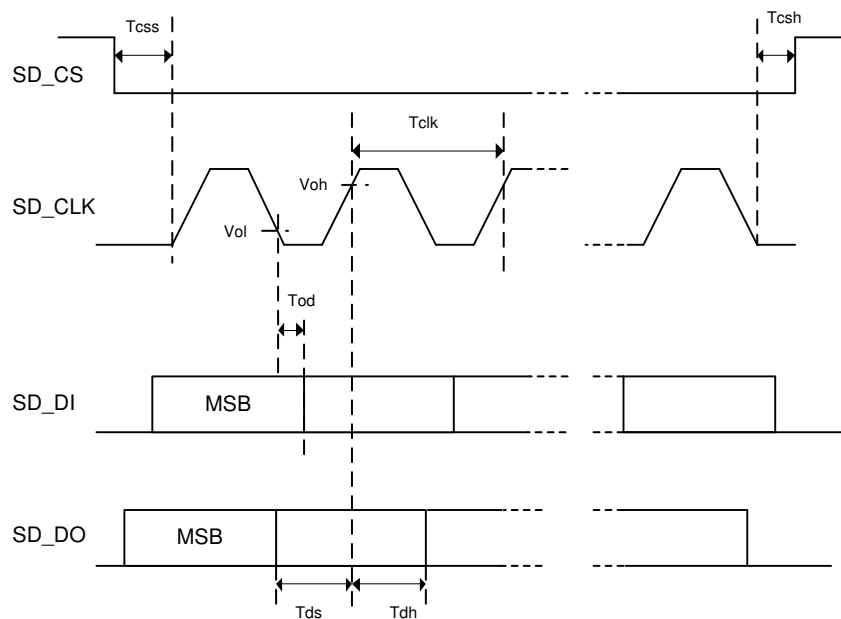 Tcss
Tcsh
SD_CS
Tclk
Voh
SD_CLK
Vol
Tod
SD_DI
MSB
SD_DO
MSB
Tds
Tdh